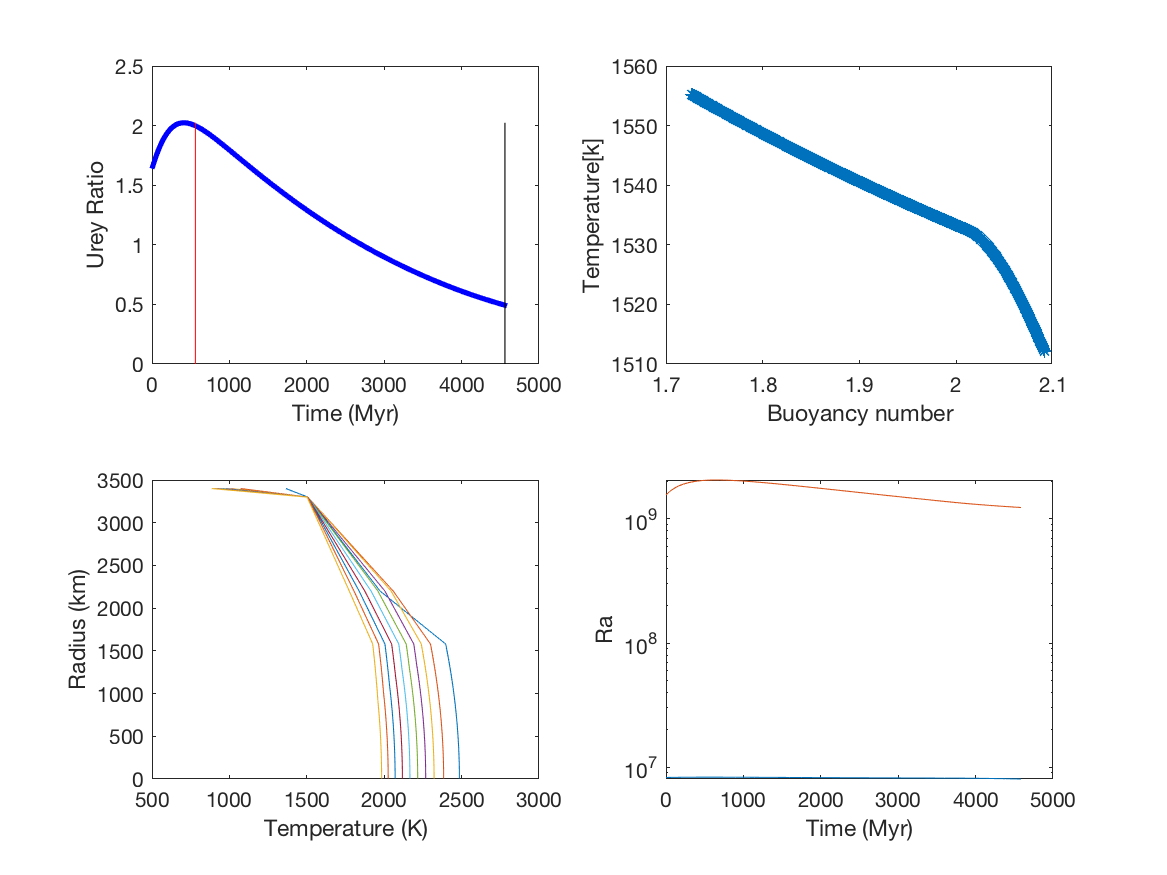 2.5
2
1.5
1
0.5
0
0 1000 2000 3000 4000 5000
Urey Ratio
Time (Myr)
1560
1550
1540
1530
1520
1510
1.7 1.8 1.9 2 2.1
Temperature[k]
Buoyancy number
3500
3000
2500
2000
1500
1000
500
0
500 1000 1500 2000 2500 3000
Radius (km)
Temperature (K)
10^9
10^8
10^7
0 1000 2000 3000 4000 5000
Ra
Time (Myr)